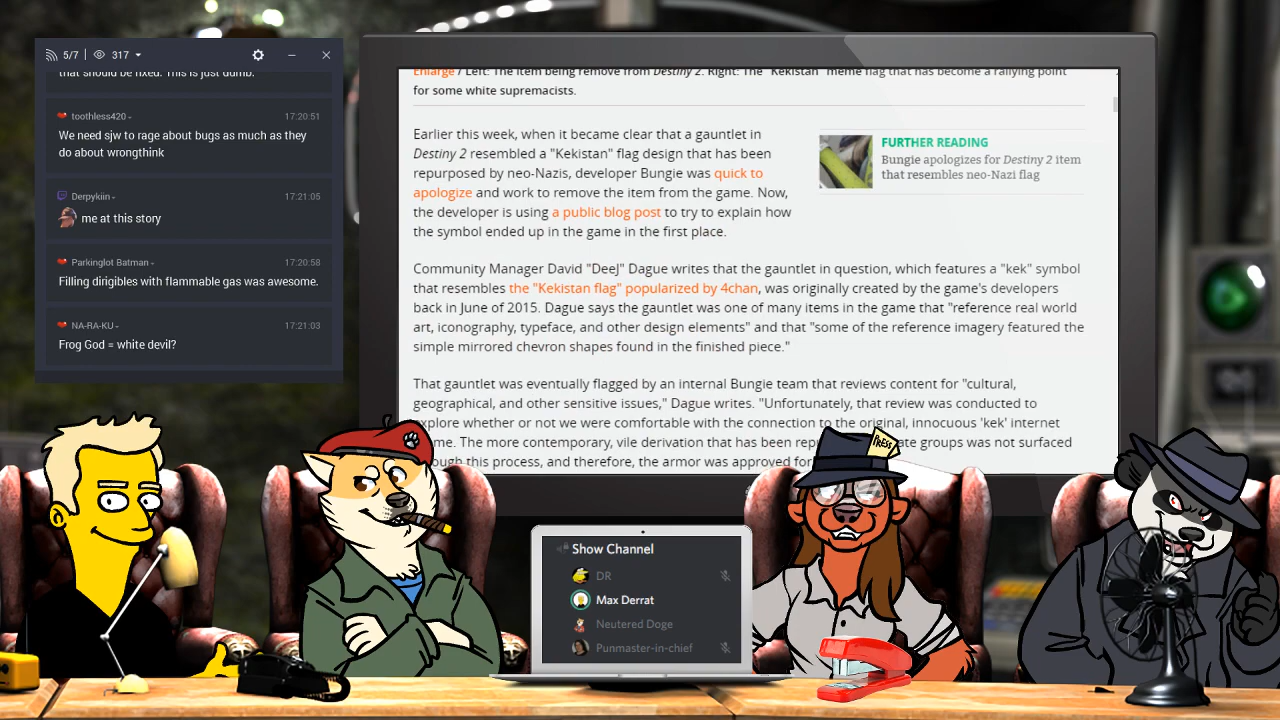 5/7 | 317
that should be fixed. This is just dumb.
toothless420
17:20:51
We need sjw to rage about bugs as much as they
do about wrongthink
Derpykiin
17:21:05
me at this story
Parkinglot Batman
17:20:58
Filling dirigibles with flammable gas was awesome.
NA-RA-KU
17:21:03
Frog God = white devil?
Enlarge / Left: The item being remove from Destiny 2. Right: The "Kekistan" meme flag that has become a rallying point
for some white supremacists.
Earlier this week, when it became clear that a gauntlet in
Destiny 2 resembled a "Kekistan" flag design that has been
repurposed by neo-Nazis, developer Bungie was quick to
apologize and work to remove the item from the game. Now,
the developer is using a public blog post to try to explain how
the symbol ended up in the game in the first place.
FURTHER READING
Bungie apologizes for Destiny 2 item
that resembles neo-Nazi flag
Community Manager David "DeeJ" Dague writes that the gauntlet in question, which features a "kek" symbol
that resembles the "Kekistan flag" popularized by 4chan, was originally created by the game's developers
back in June of 2015. Dague says the gauntlet was one of many items in the game that "reference real world
art, iconography, typeface, and other design elements" and that "some of the reference imagery featured the
simple mirrored chevron shapes found in the finished piece."
That gauntlet was eventually flagged by an internal Bungie team that reviews content for "cultural,
geographical, and other sensitive issues," Dague writes. "Unfortunately, that review was conducted to
explore whether or not we were comfortable with the connection to the original, innocuous 'kek' internet
me. The more contemporary, vile derivation that has been rep ate groups was not surfaced
ough this process, and therefore, the armor was approved for
PRESS
Show Channel
DR
Max Derrat
Neutered Doge
Punmaster-in-chief